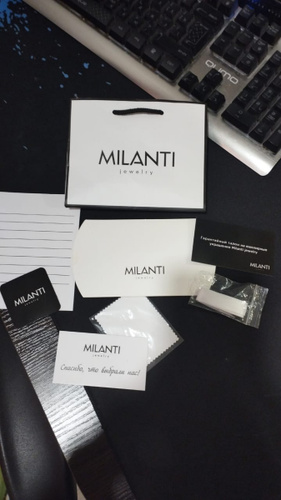 QUMO
MILANTI
jewelry
Гарантийный талон на ювелирные
украшения Milanti jewelry
MILANTI
MILANTI
jewelry
MILANTI
MILANTI
jewelry
Спасибо, что выбрали нас!